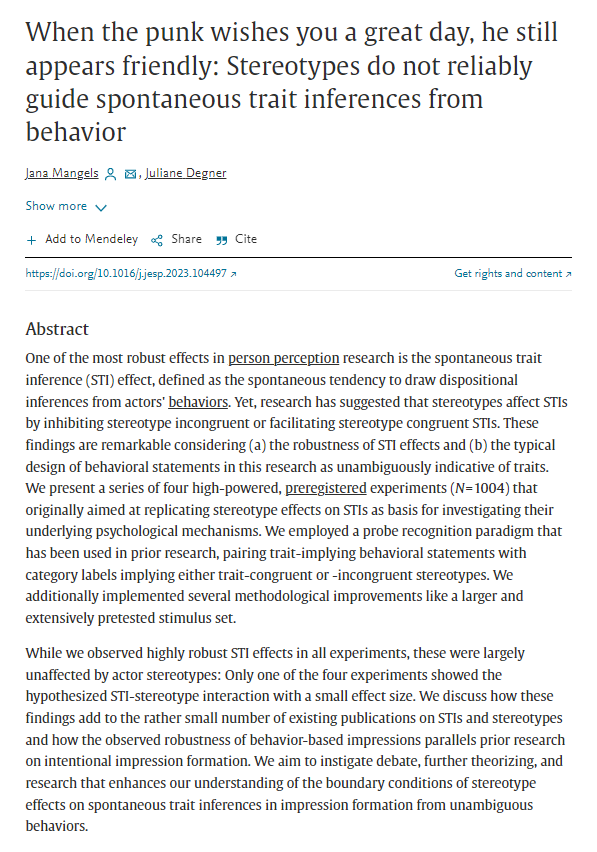 When the punk wishes you a great day, he still
appears friendly: Stereotypes do not reliably
guide spontaneous trait inferences from
behavior
Jana Mangels , Juliane Degner
Show more
+ Add to Mendeley Share Cite
https://doi.org/10.1016/j.jesp.2023.104497 ↗ Get rights and content ↗
Abstract
One of the most robust effects in person perception research is the spontaneous trait
inference (STI) effect, defined as the spontaneous tendency to draw dispositional
inferences from actors' behaviors. Yet, research has suggested that stereotypes affect STIs
by inhibiting stereotype incongruent or facilitating stereotype congruent STIs. These
findings are remarkable considering (a) the robustness of STI effects and (b) the typical
design of behavioral statements in this research as unambiguously indicative of traits.
We present a series of four high-powered, preregistered experiments (N=1004) that
originally aimed at replicating stereotype effects on STIs as basis for investigating their
underlying psychological mechanisms. We employed a probe recognition paradigm that
has been used in prior research, pairing trait-implying behavioral statements with
category labels implying either trait-congruent or -incongruent stereotypes. We
additionally implemented several methodological improvements like a larger and
extensively pretested stimulus set.
While we observed highly robust STI effects in all experiments, these were largely
unaffected by actor stereotypes: Only one of the four experiments showed the
hypothesized STI-stereotype interaction with a small effect size. We discuss how these
findings add to the rather small number of existing publications on STIs and stereotypes
and how the observed robustness of behavior-based impressions parallels prior research
on intentional impression formation. We aim to instigate debate, further theorizing, and
research that enhances our understanding of the boundary conditions of stereotype
effects on spontaneous trait inferences in impression formation from unambiguous
behaviors.